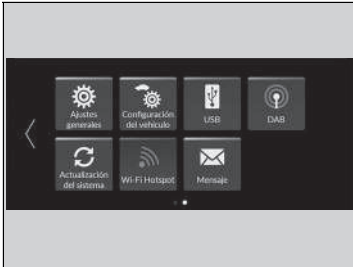 Ajustes
generales
Configuración
del vehículo
USB
DAB
Actualización
del sistema
Wi-Fi Hotspot
Mensaje